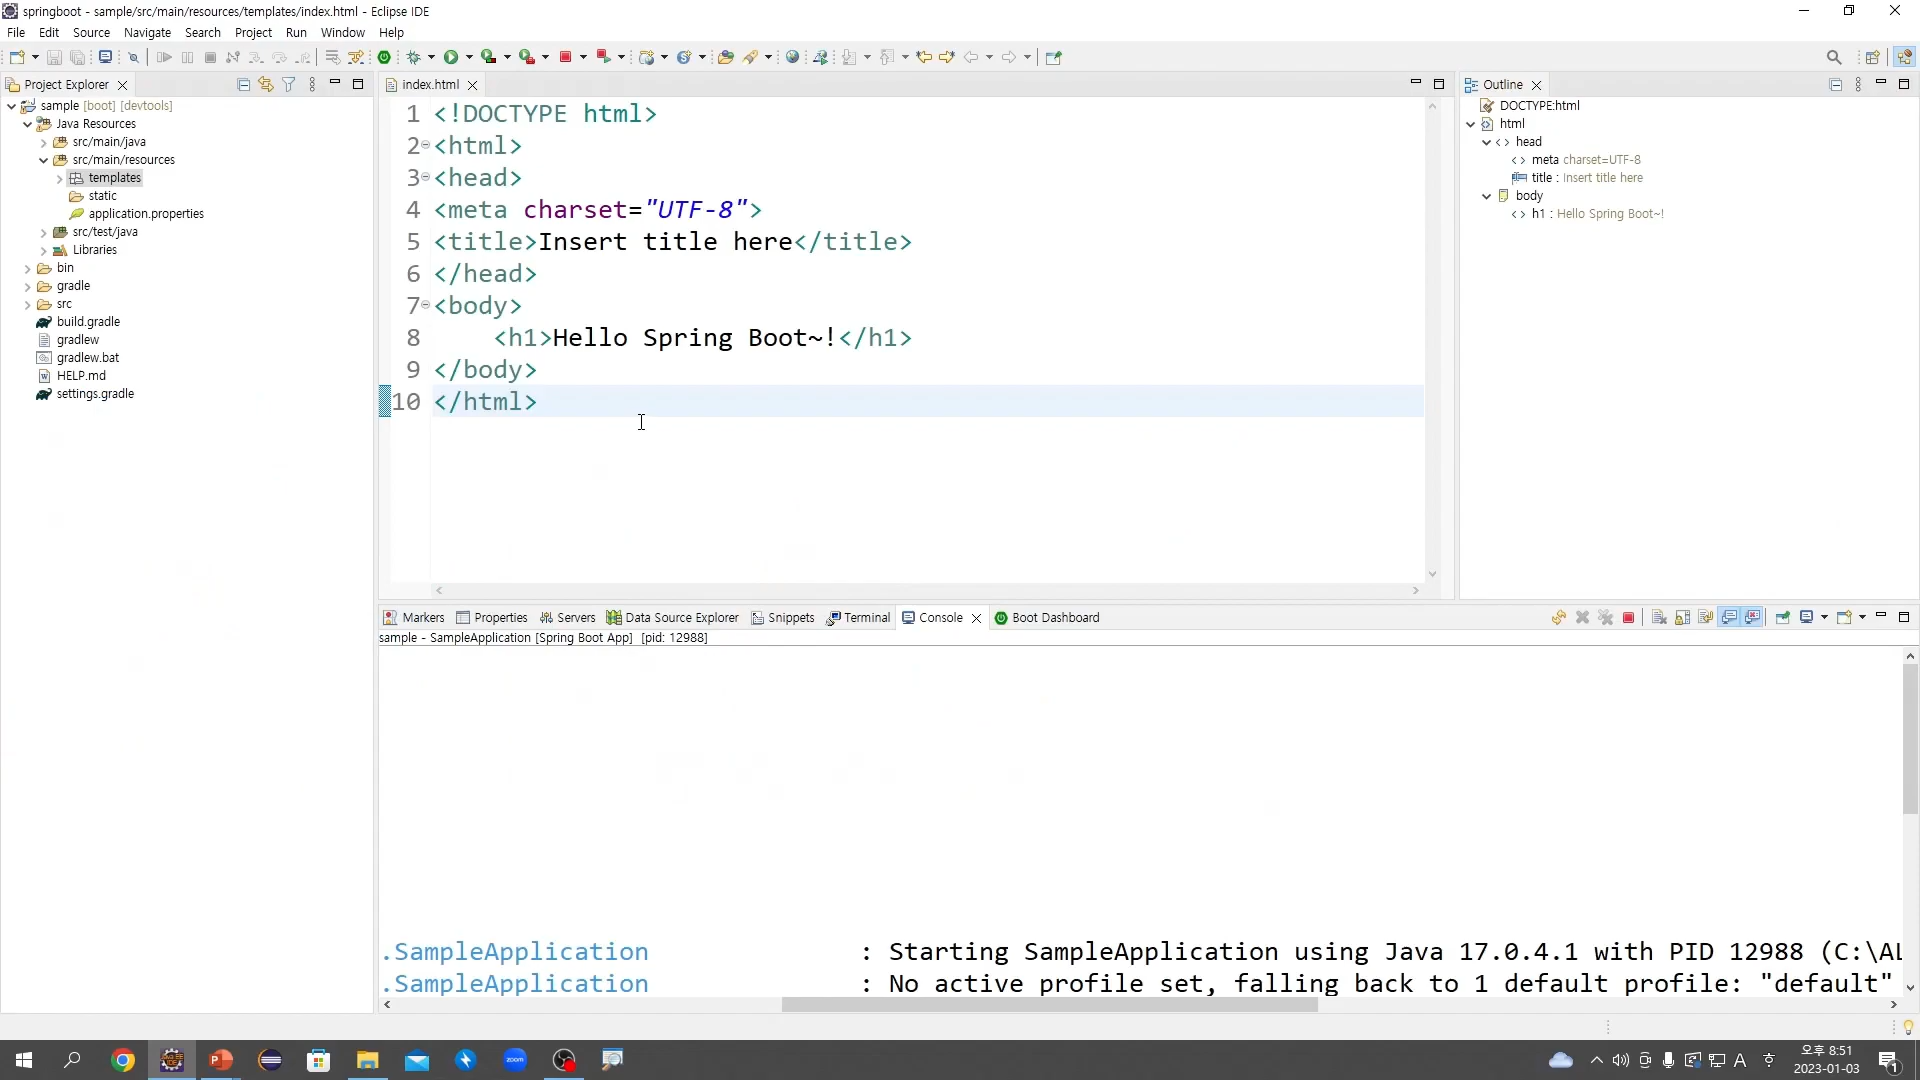 springboot - sample/src/main/resources/templates/index.html - Eclipse IDE
File Edit Source Navigate Search Project Run Window Help
Project Explorer
sample [boot] [devtools]
Java Resources
src/main/java
src/main/resources
templates
static
application.properties
src/test/java
Libraries
bin
gradle
src
build.gradle
gradlew
gradlew.bat
HELP.md
settings.gradle
index.html
1 <!DOCTYPE html>
2 <html>
3 <head>
4 <meta charset="UTF-8">
5 <title>Insert title here</title>
6 </head>
7 <body>
8 <h1>Hello Spring Boot~!</h1>
9 </body>
10 </html>
Outline
DOCTYPE:html
html
head
meta charset=UTF-8
title : Insert title here
body
h1 : Hello Spring Boot~!
Markers Properties Servers Data Source Explorer Snippets Terminal Console Boot Dashboard
sample - SampleApplication [Spring Boot App] [pid: 12988]
.SampleApplication : Starting SampleApplication using Java 17.0.4.1 with PID 12988 (C:\AL
.SampleApplication : No active profile set, falling back to 1 default profile: "default"
zoom
A
오후 8:51
2023-01-03
1